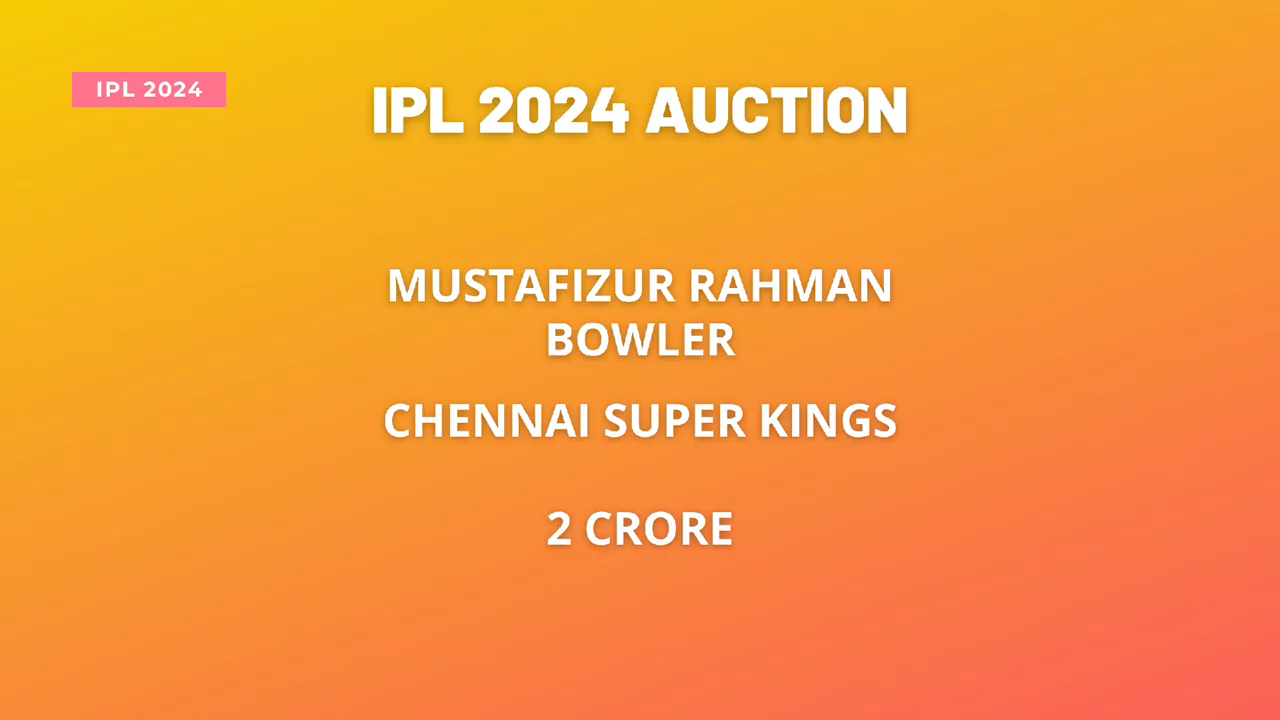 IPL 2024
IPL 2024 AUCTION
MUSTAFIZUR RAHMAN
BOWLER
CHENNAI SUPER KINGS
2 CRORE